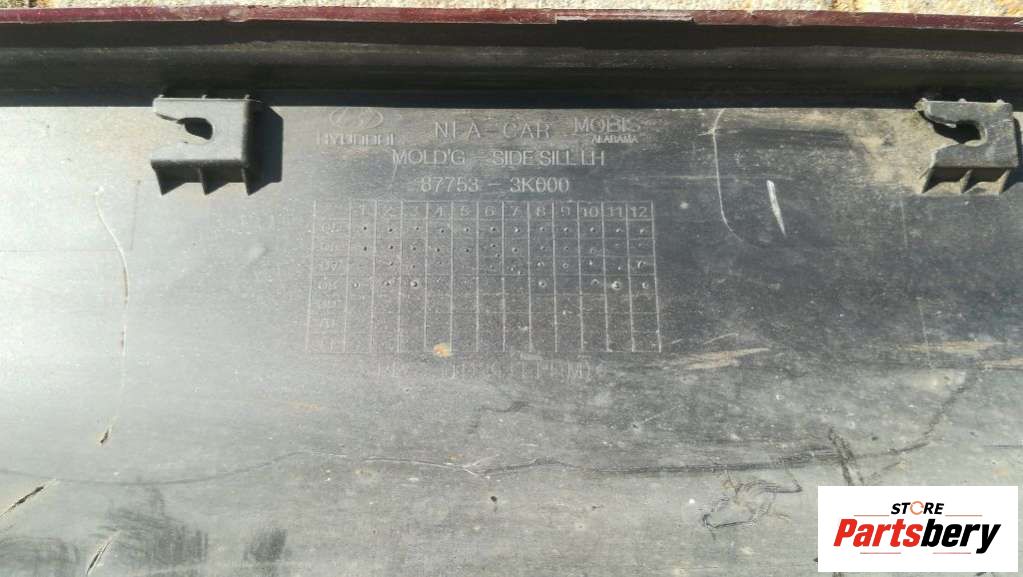 HYUNDAI NFA-CAR MOBIS
ALABAMA
MOLD'G - SIDE SILL LH
87753 - 3K000
1 2 3 4 5 6 7 8 9 10 11 12
STORE
Partsbery